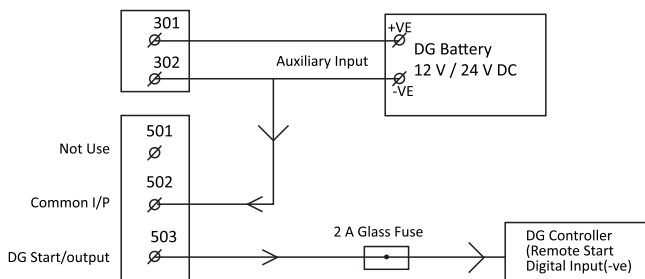 301
302
+VE
-VE
Auxiliary Input
DG Battery
12 V / 24 V DC
501
Not Use
502
Common I/P
503
DG Start/output
2 A Glass Fuse
DG Controller
(Remote Start
Digital Input(-ve)